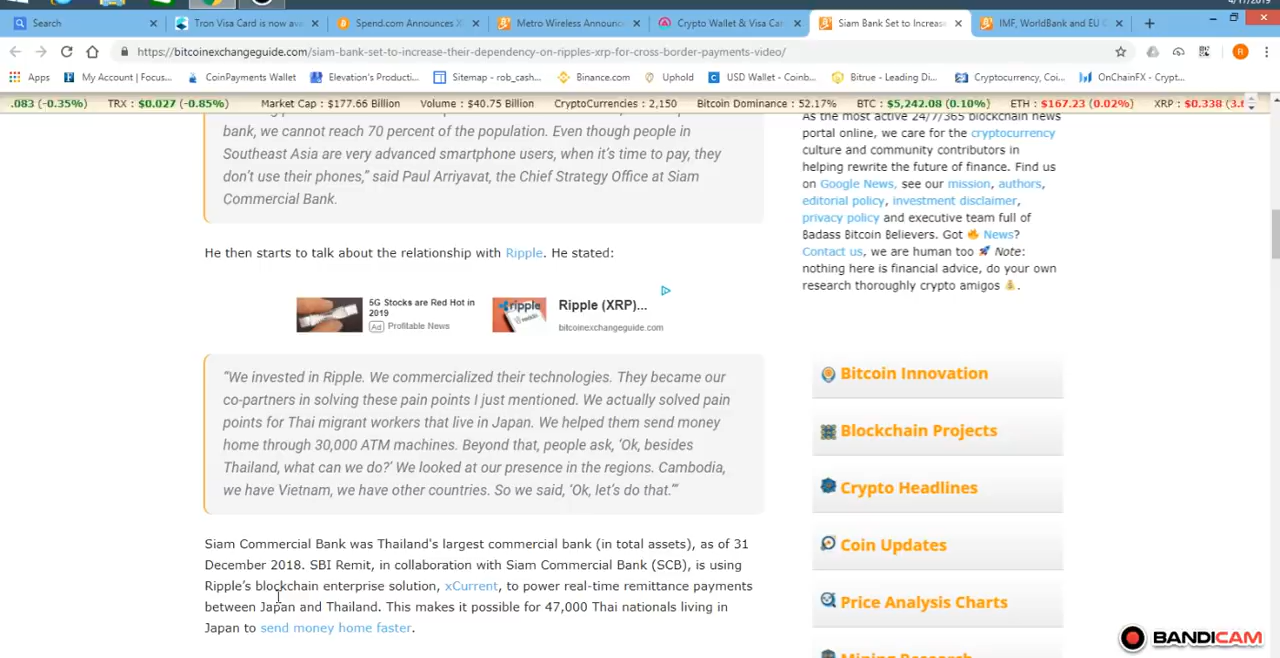 4/17/2019
Search
Tron Visa Card is now ava
Spend.com Announces X
Metro Wireless Announc
Crypto Wallet & Visa Car
Siam Bank Set to Increas
IMF, WorldBank and EU C
https://bitcoinexchangeguide.com/siam-bank-set-to-increase-their-dependency-on-ripples-xrp-for-cross-border-payments-video/
R
Apps
My Account | Focus...
CoinPayments Wallet
Elevation's Producti...
Sitemap - rob_cash...
Binance.com
Uphold
USD Wallet - Coinb...
Bitrue - Leading Di...
Cryptocurrency, Coi...
OnChainFX - Crypt...
.083 (-0.35%) TRX : $0.027 (-0.85%) Market Cap : $177.66 Billion Volume : $40.75 Billion CryptoCurrencies : 2,150 Bitcoin Dominance : 52.17% BTC : $5,242.08 (0.10%) ETH : $167.23 (0.02%) XRP : $0.338
bank, we cannot reach 70 percent of the population. Even though people in
Southeast Asia are very advanced smartphone users, when it's time to pay, they
don't use their phones,” said Paul Arriyavat, the Chief Strategy Office at Siam
Commercial Bank.
He then starts to talk about the relationship with Ripple. He stated:
5G Stocks are Red Hot in
2019
Ad Profitable News
ripple
Ripple (XRP)...
bitcoinexchangeguide.com
“We invested in Ripple. We commercialized their technologies. They became our
co-partners in solving these pain points I just mentioned. We actually solved pain
points for Thai migrant workers that live in Japan. We helped them send money
home through 30,000 ATM machines. Beyond that, people ask, ‘Ok, besides
Thailand, what can we do?’ We looked at our presence in the regions. Cambodia,
we have Vietnam, we have other countries. So we said, ‘Ok, let’s do that.’”
Siam Commercial Bank was Thailand's largest commercial bank (in total assets), as of 31
December 2018. SBI Remit, in collaboration with Siam Commercial Bank (SCB), is using
Ripple’s blockchain enterprise solution, xCurrent, to power real-time remittance payments
between Japan and Thailand. This makes it possible for 47,000 Thai nationals living in
Japan to send money home faster.
As the most active 24/7/365 blockchain news
portal online, we care for the cryptocurrency
culture and community contributors in
helping rewrite the future of finance. Find us
on Google News, see our mission, authors,
editorial policy, investment disclaimer,
privacy policy and executive team full of
Badass Bitcoin Believers. Got 🔥 News?
Contact us, we are human too 🚀 Note:
nothing here is financial advice, do your own
research thoroughly crypto amigos 💰.
Bitcoin Innovation
Blockchain Projects
Crypto Headlines
Coin Updates
Price Analysis Charts
Mining Research
BANDICAM